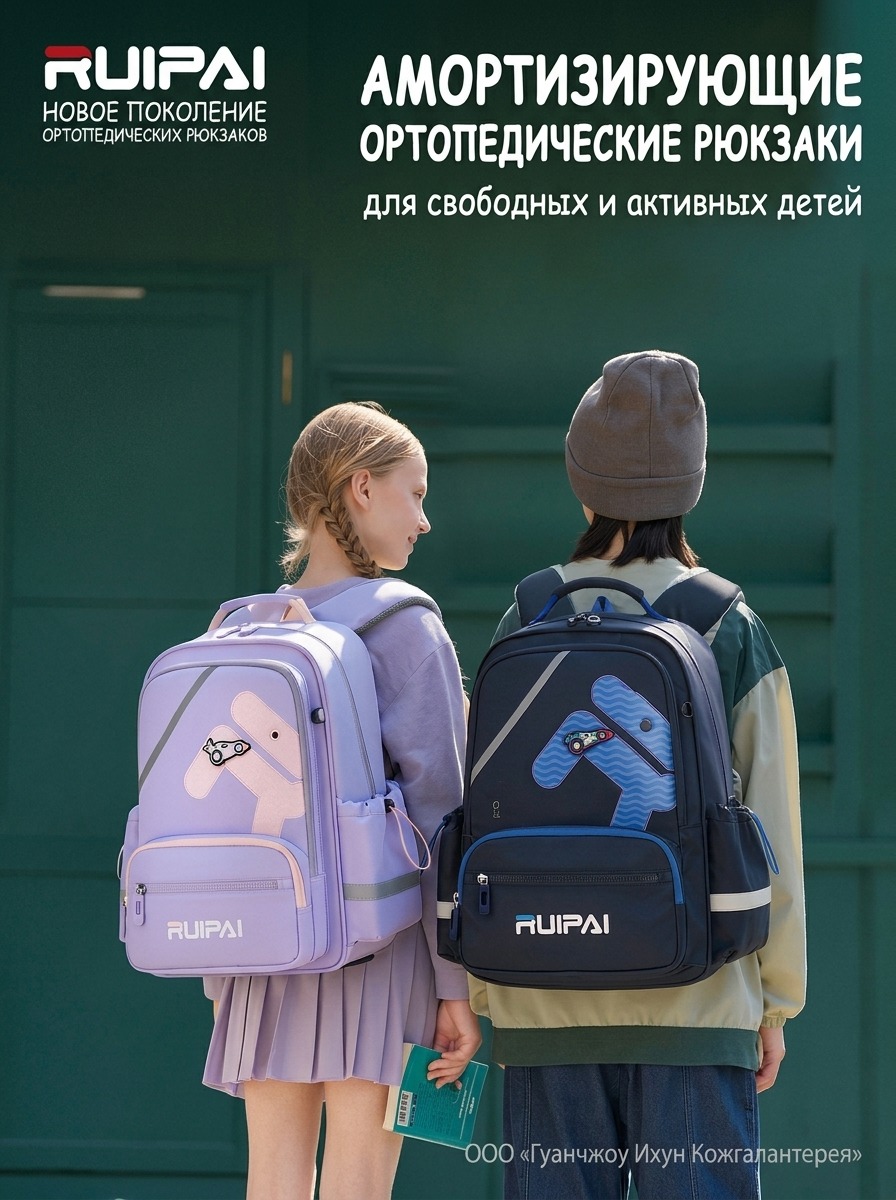 RUIPAI
НОВОЕ ПОКОЛЕНИЕ
ОРТОПЕДИЧЕСКИХ РЮКЗАКОВ
АМОРТИЗИРУЮЩИЕ
ОРТОПЕДИЧЕСКИЕ РЮКЗАКИ
для свободных и активных детей
RUIPAI
RUIPAI
ООО «Гуанчжоу Ихун Кожгалантерея»